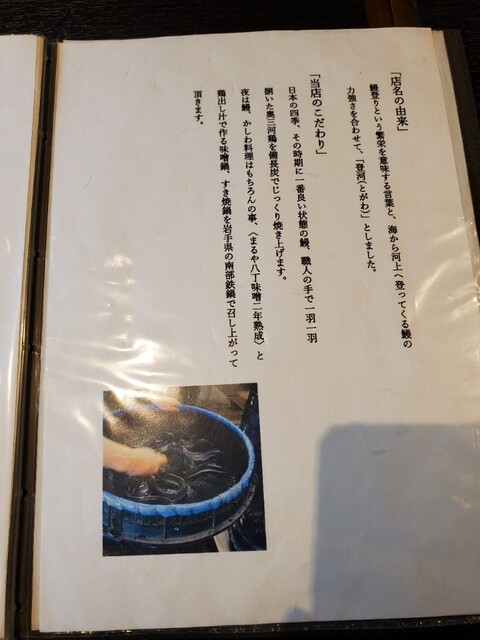 「店名の由来」
鰻登りという繁栄を意味する言葉と、海から河上へ登ってくる鰻の
力強さを合わせて、「登河（とがわ）」としました。
「当店のこだわり」
日本の四季、その時期に一番良い状態の鰻、職人の手で一羽一羽
捌いた奥三河鶏を備長炭でじっくり焼き上げます。
夜は鰻、かしわ料理はもちろんの事、〈まるや八丁味噌二年熟成〉と
鶏出し汁で作る味噌鍋、すき焼鍋を岩手県の南部鉄鍋で召し上がって
頂きます。